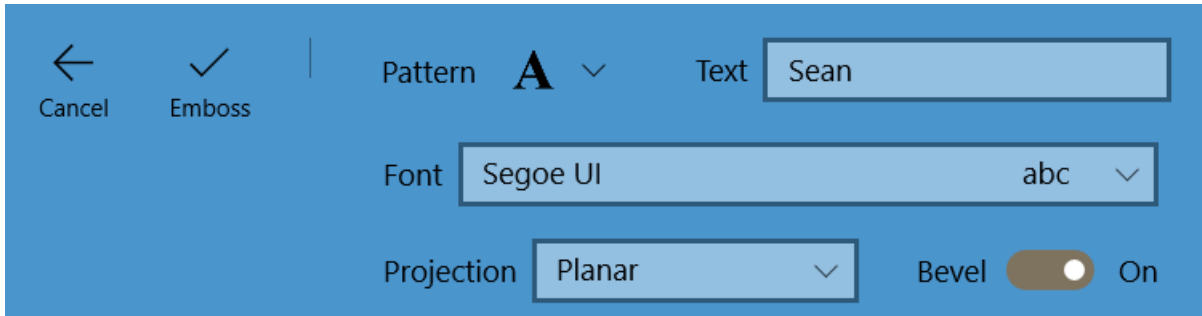 Pattern A Text Sean
Cancel Emboss
Font Segoe UI abc
Projection Planar Bevel On